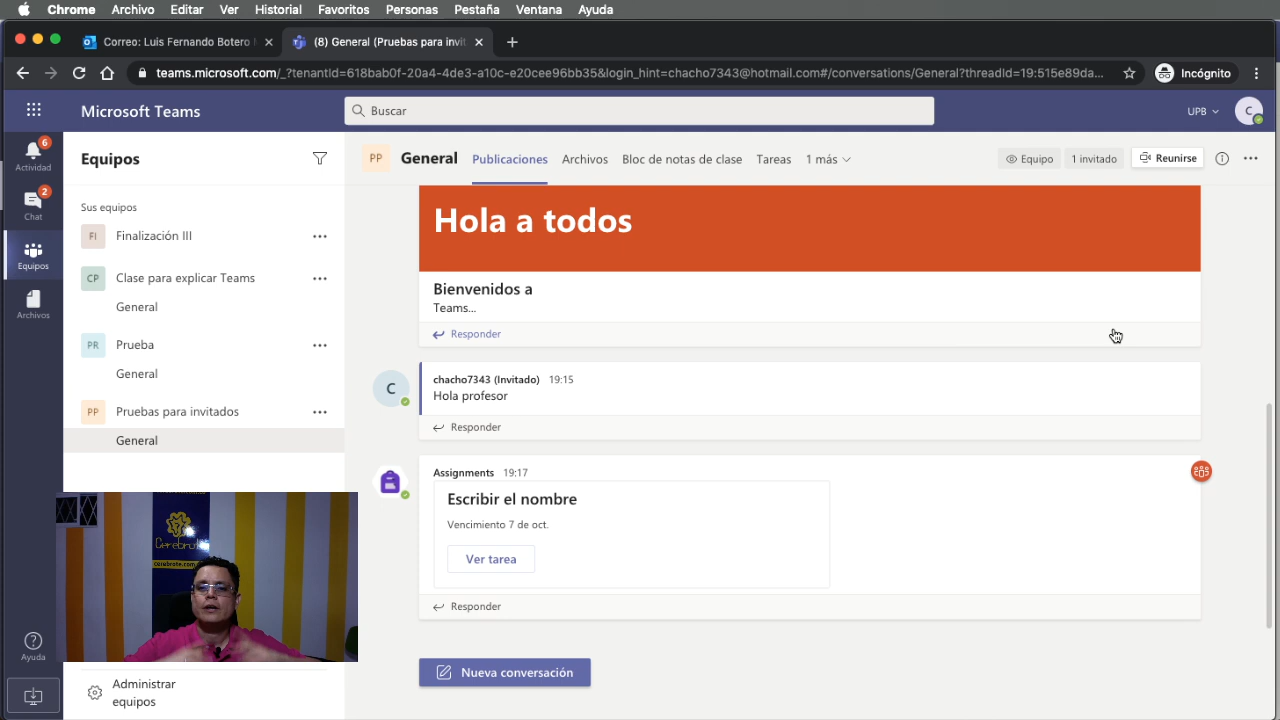 Chrome Archivo Editar Ver Historial Favoritos Personas Pestaña Ventana Ayuda
Correo: Luis Fernando Botero
(8) General (Pruebas para invit
teams.microsoft.com/_?tenantId=618bab0f-20a4-4de3-a10c-e20cee96bb35&login_hint=chacho7343@hotmail.com#/conversations/General?threadId=19:515e89da...
Incógnito
Microsoft Teams
Buscar
UPB
C
6
Actividad
2
Chat
Equipos
Archivos
Ayuda
Equipos
Sus equipos
FI Finalización III
CP Clase para explicar Teams
General
PR Prueba
General
PP Pruebas para invitados
General
Administrar
equipos
PP General Publicaciones Archivos Bloc de notas de clase Tareas 1 más
Equipo 1 invitado Reunirse
Hola a todos
Bienvenidos a
Teams...
Responder
C
chacho7343 (Invitado) 19:15
Hola profesor
Responder
Assignments 19:17
Escribir el nombre
Vencimiento 7 de oct.
Ver tarea
Responder
Nueva conversación
Cerebrote
cerebrote.com